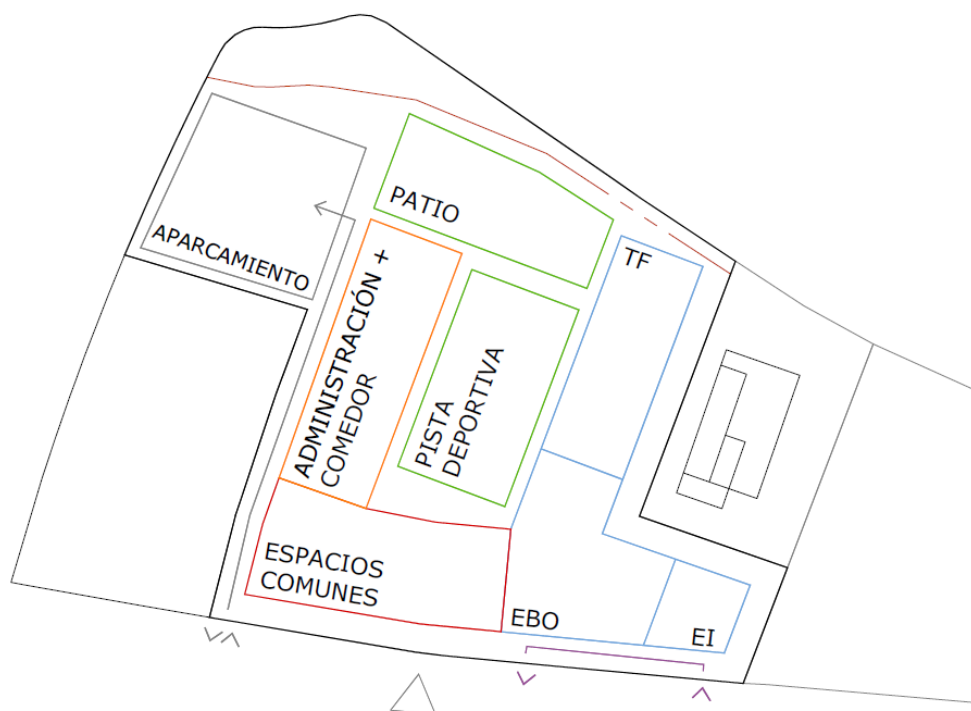 PATIO
TF
APARCAMIENTO
ADMINISTRACIÓN +
COMEDOR
PISTA
DEPORTIVA
ESPACIOS
COMUNES
EBO
EI